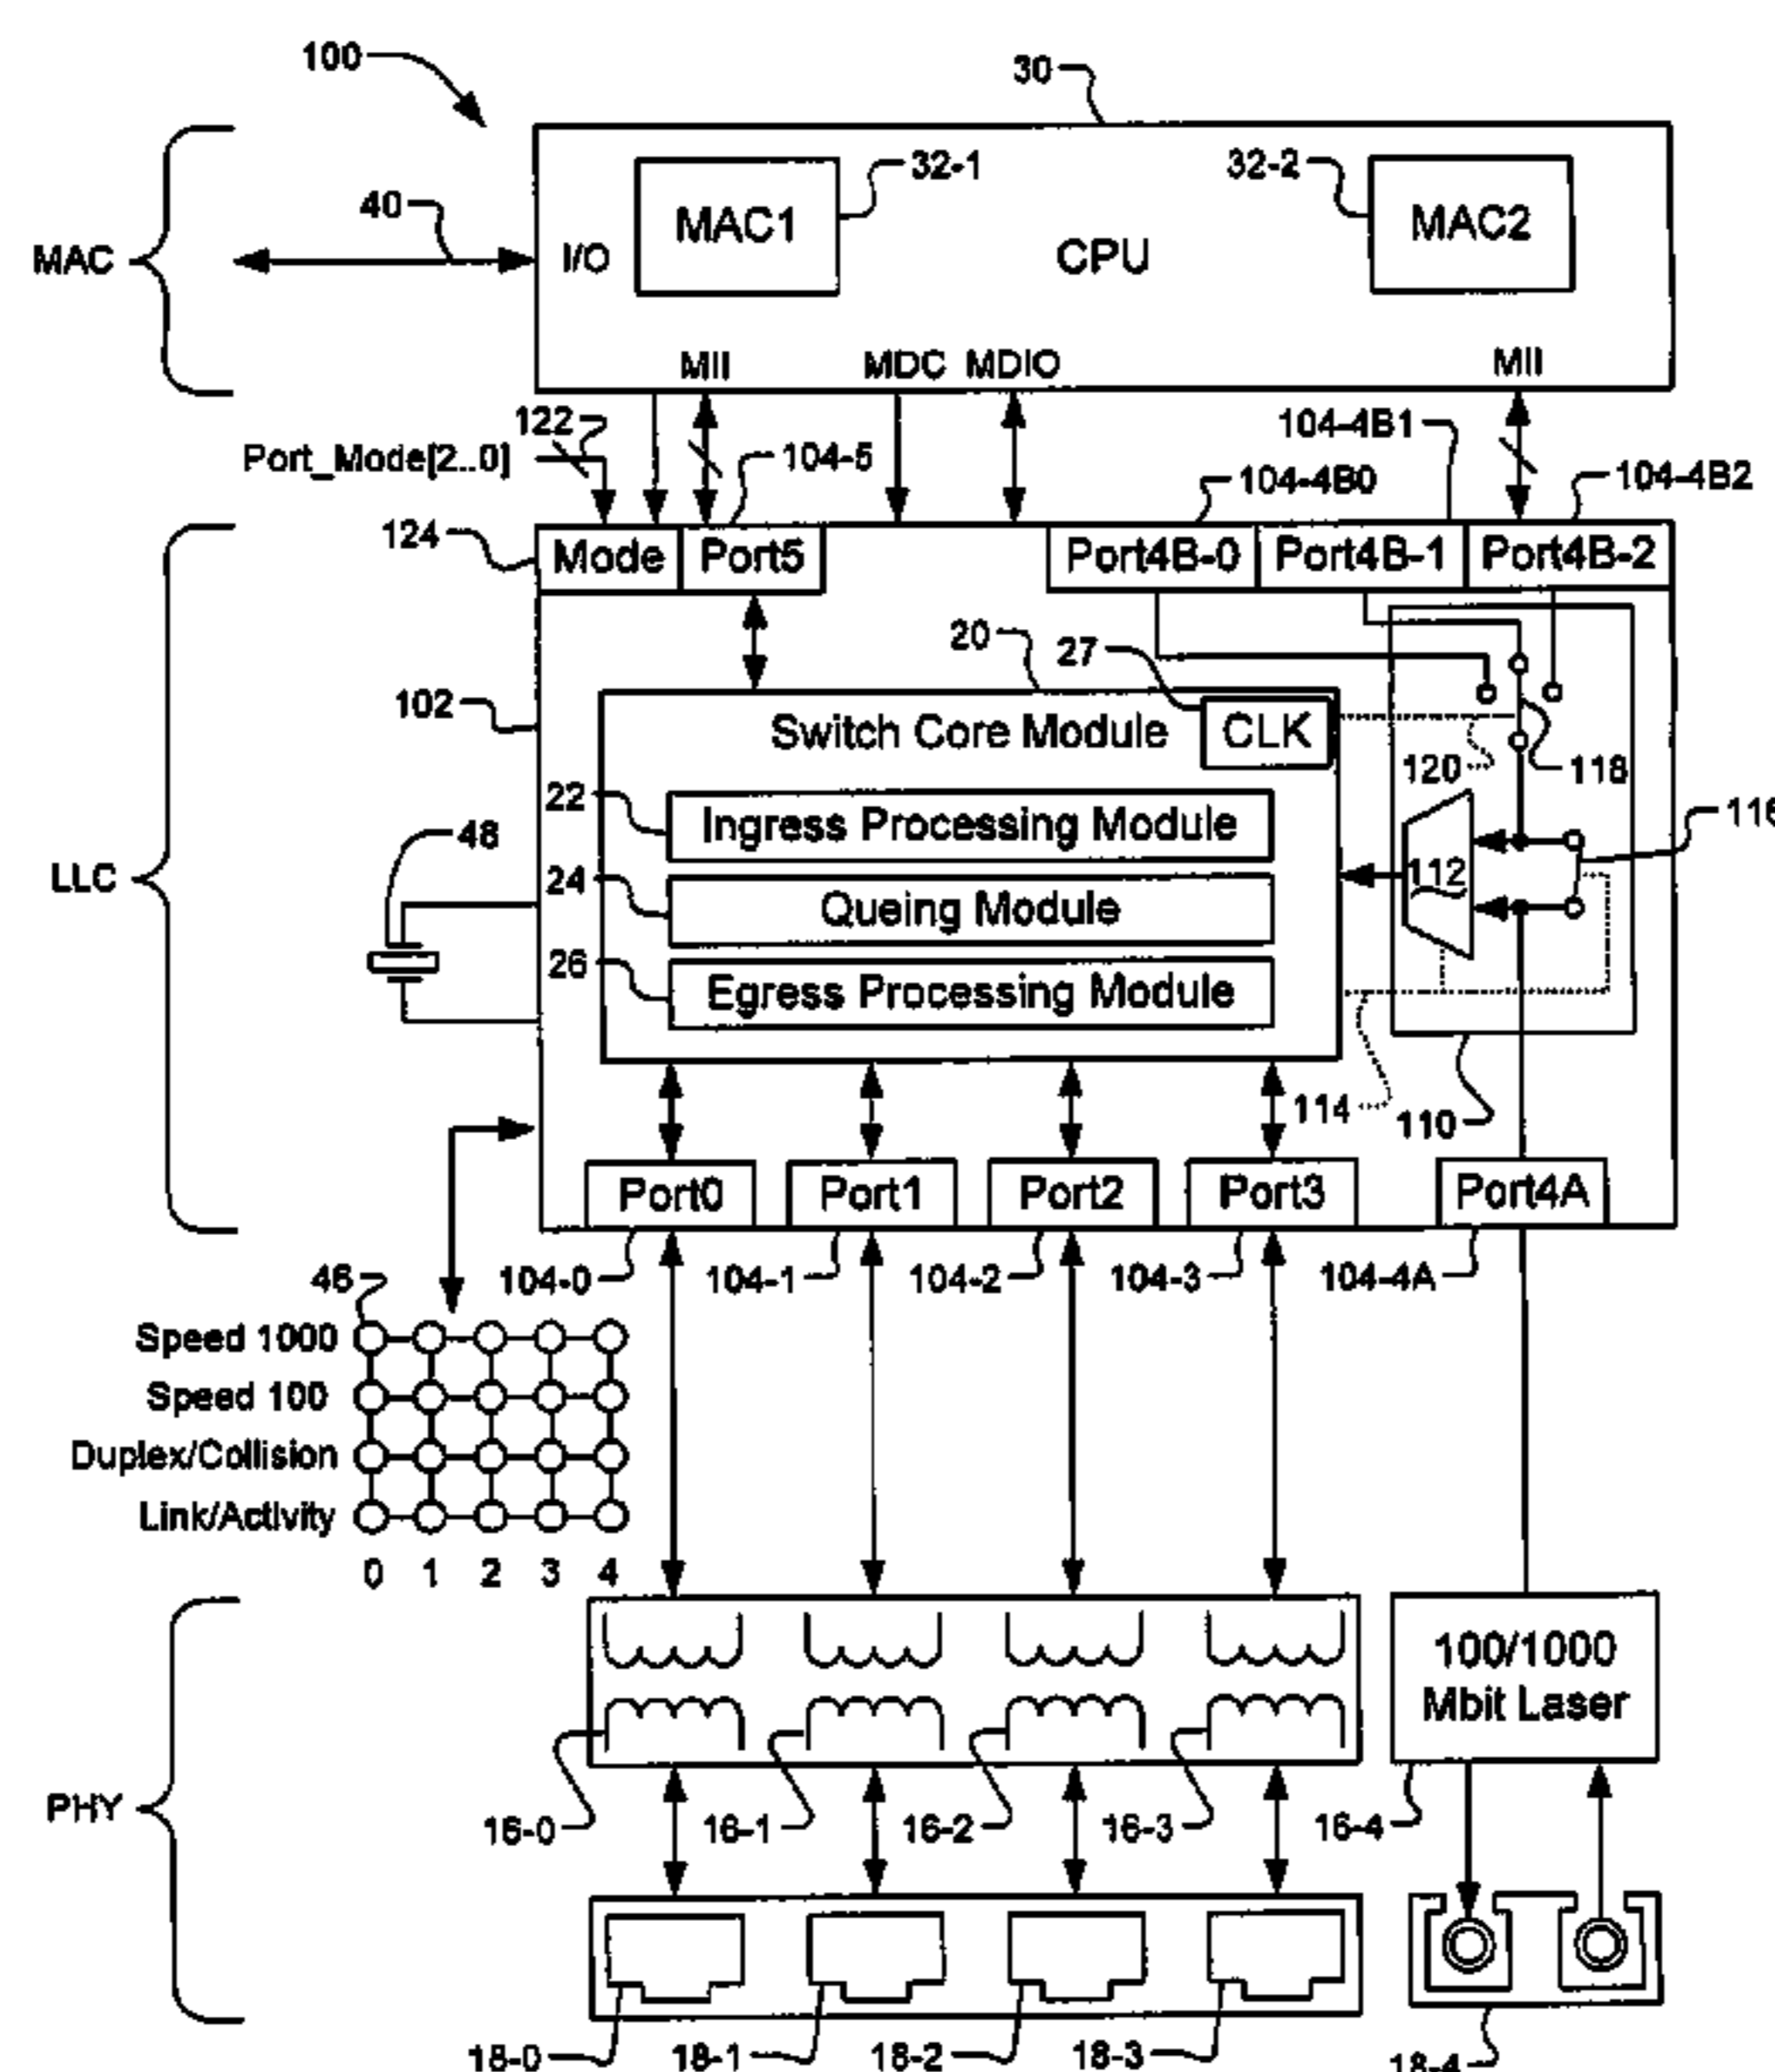 100
30
32-1
32-2
MAC1
MAC2
40
MAC
I/O
CPU
MII
MDC
MDIO
MII
122
Port_Mode[2..0]
104-5
104-4B1
104-4B0
104-4B2
124
Mode
Port5
Port4B-0
Port4B-1
Port4B-2
20
27
102
Switch Core Module
CLK
120
118
22
Ingress Processing Module
116
48
LLC
24
Queing Module
112
26
Egress Processing Module
114
110
Port0
Port1
Port2
Port3
Port4A
46
104-0
104-1
104-2
104-3
104-4A
Speed 1000
Speed 100
Duplex/Collision
Link/Activity
0 1 2 3 4
100/1000
Mbit Laser
PHY
16-0
16-1
16-2
16-3
16-4
18-0
18-1
18-2
18-3
18-4